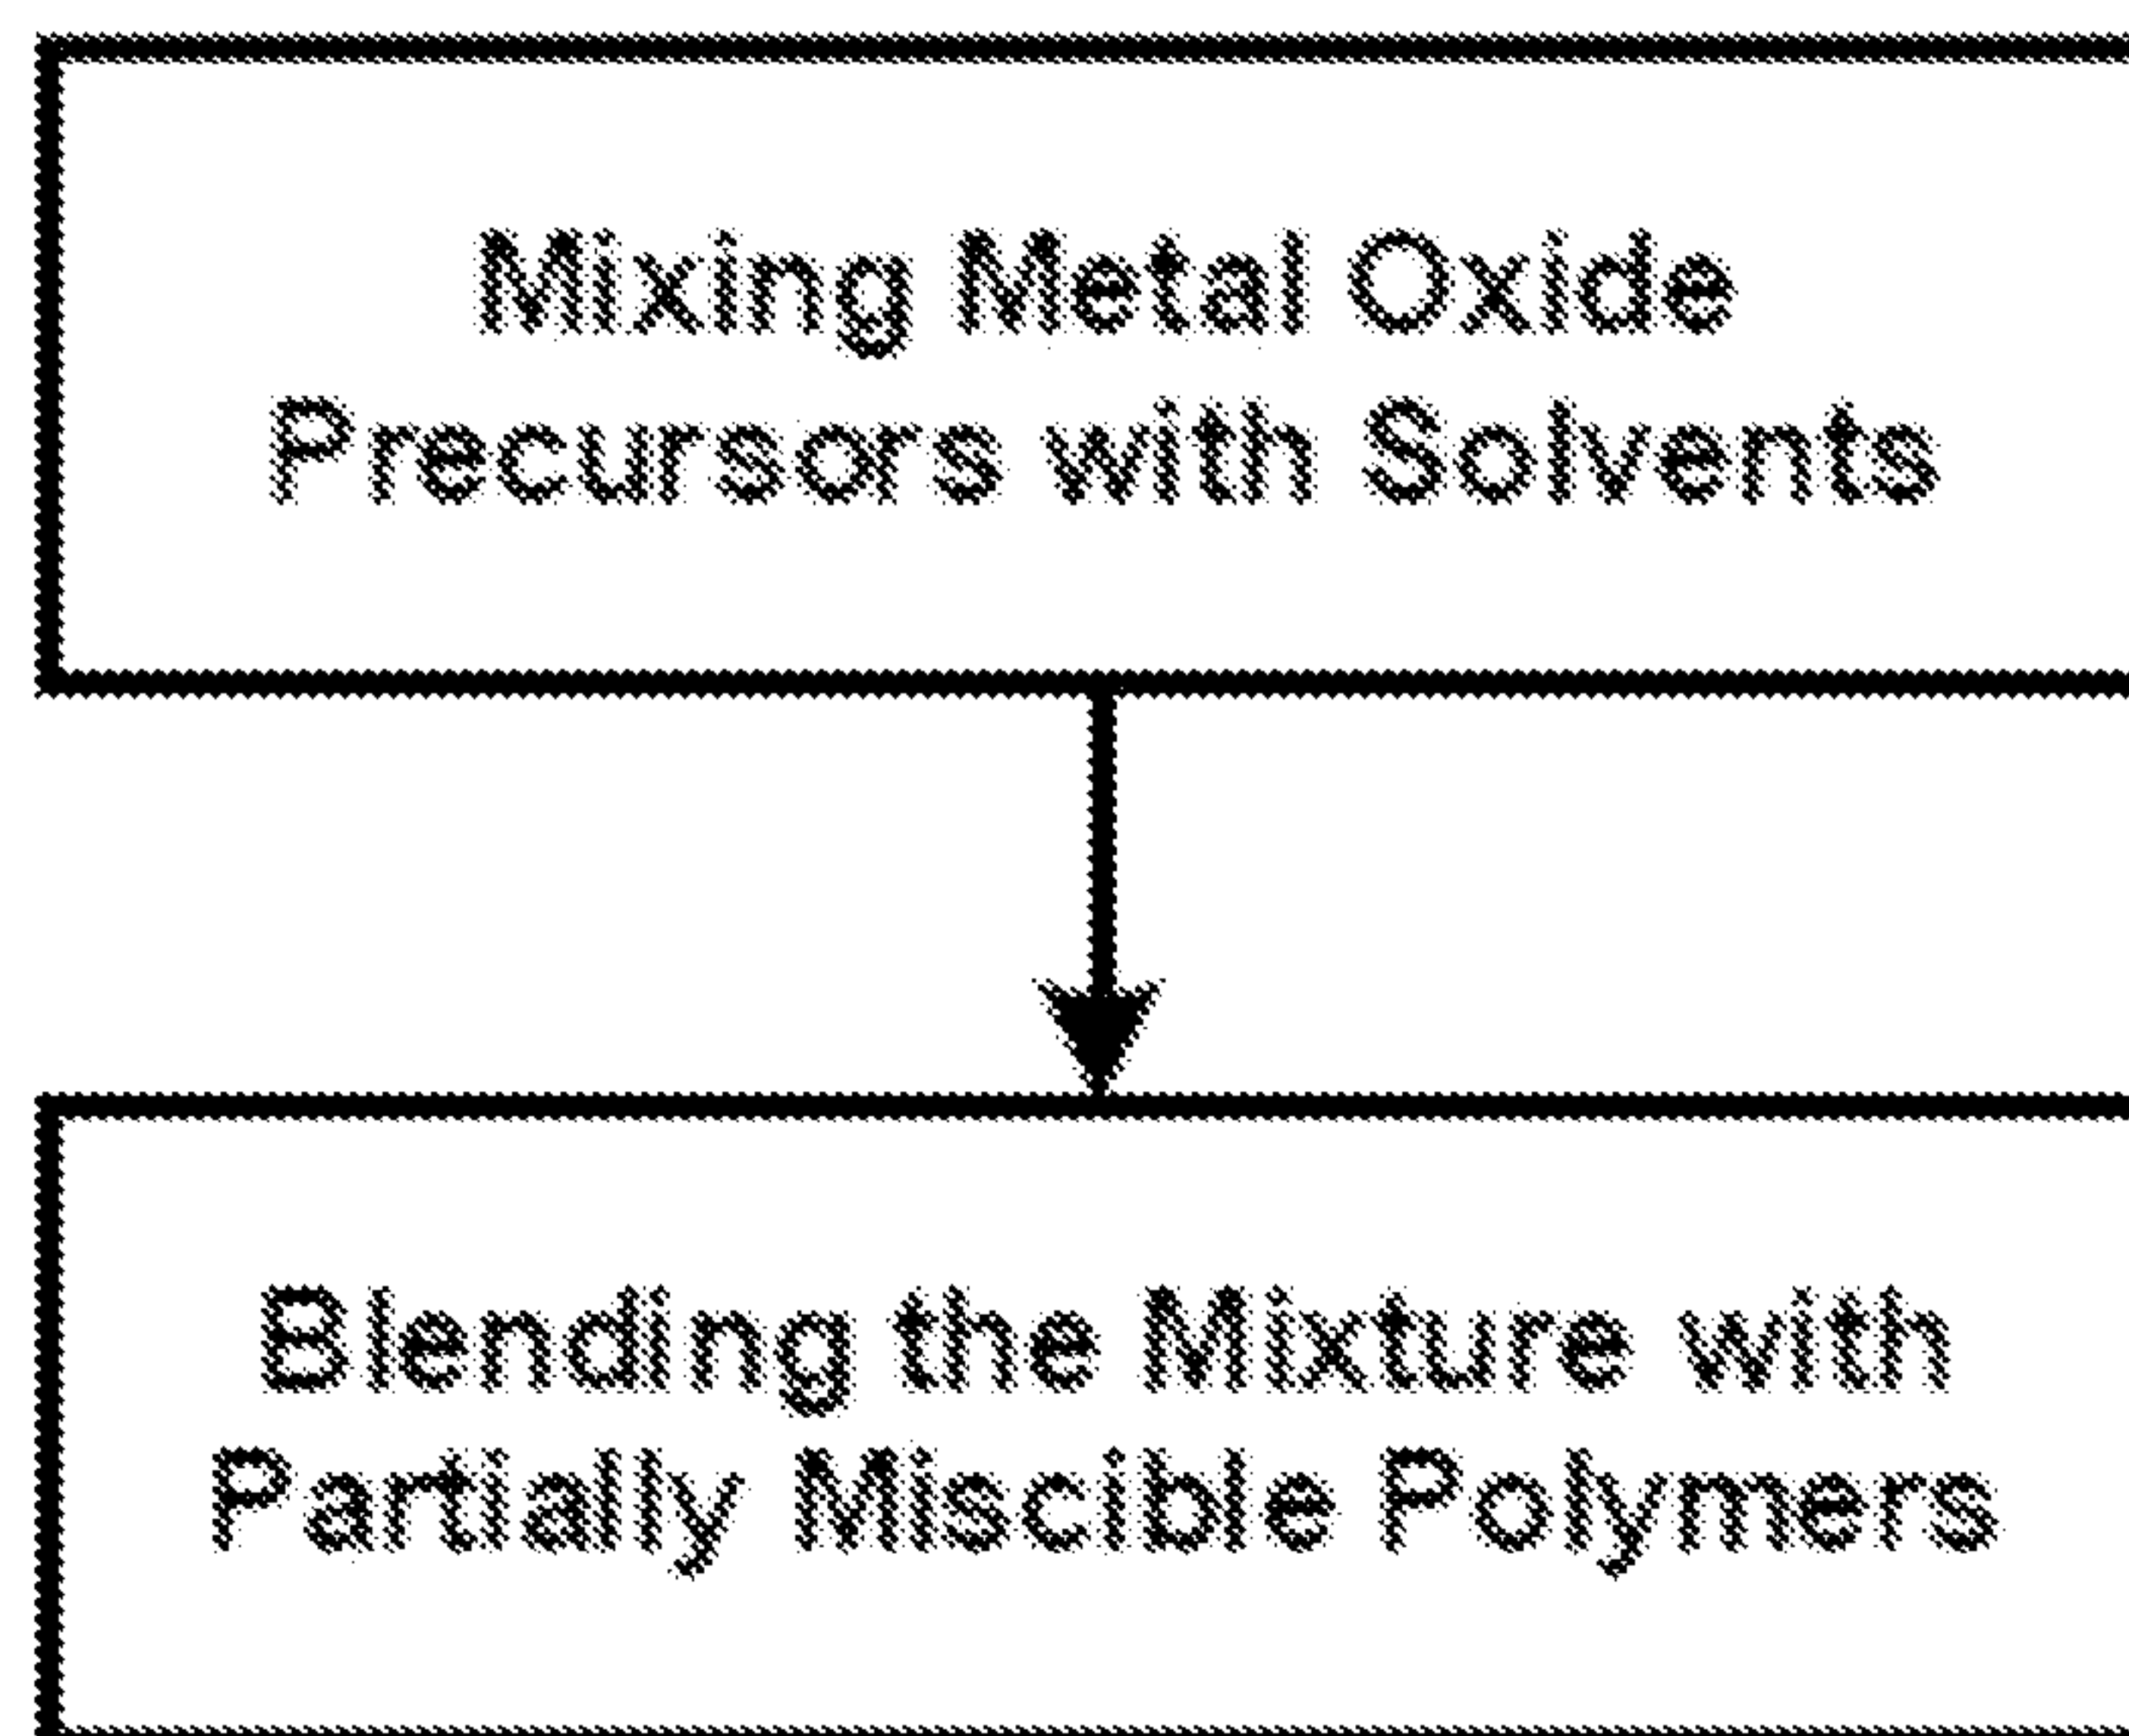 Mixing Metal Oxide
Precursors with Solvents
Blending the Mixture with
Partially Miscible Polymers